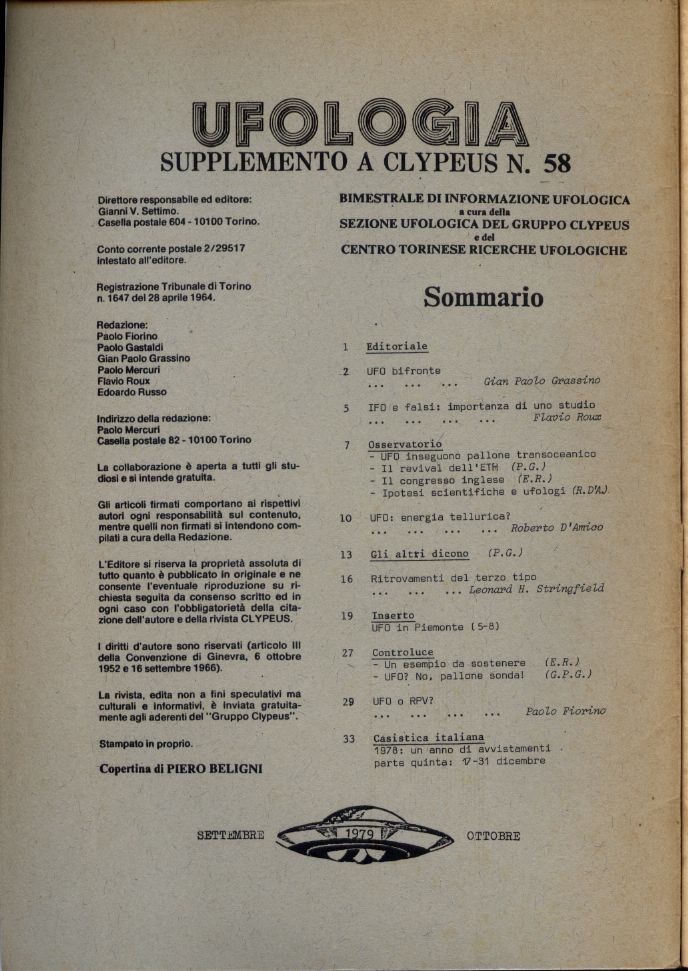 UFOLOGIA
SUPPLEMENTO A CLYPEUS N. 58
Direttore responsabile ed editore:
Gianni V. Settimo.
Casella postale 604 - 10100 Torino.
Conto corrente postale 2/29517
intestato all'editore.
Registrazione Tribunale di Torino
n. 1647 del 28 aprile 1964.
Redazione:
Paolo Fiorino
Paolo Gastaldi
Gian Paolo Grassino
Paolo Mercuri
Flavio Roux
Edoardo Russo
Indirizzo della redazione:
Paolo Mercuri
Casella postale 82 - 10100 Torino
La collaborazione è aperta a tutti gli stu-
diosi e si intende gratuita.
Gli articoli firmati comportano ai rispettivi
autori ogni responsabilità sul contenuto,
mentre quelli non firmati si intendono com-
pilati a cura della Redazione.
L'Editore si riserva la proprietà assoluta di
tutto quanto è pubblicato in originale e ne
consente l'eventuale riproduzione su ri-
chiesta seguita da consenso scritto ed in
ogni caso con l'obbligatorietà della cita-
zione dell'autore e della rivista CLYPEUS.
I diritti d'autore sono riservati (articolo III
della Convenzione di Ginevra, 6 ottobre
1952 e 16 settembre 1966).
La rivista, edita non a fini speculativi ma
culturali e informativi, è inviata gratuita-
mente agli aderenti del "Gruppo Clypeus".
Stampato in proprio.
Copertina di PIERO BELIGNI
BIMESTRALE DI INFORMAZIONE UFOLOGICA
a cura della
SEZIONE UFOLOGICA DEL GRUPPO CLYPEUS
e del
CENTRO TORINESE RICERCHE UFOLOGICHE
Sommario
1 Editoriale
2 UFO bifronte
... ... ... Gian Paolo Grassino
5 IFO e falsi: importanza di uno studio
... ... ... ... Flavio Roux
7 Osservatorio
- UFO inseguono pallone transoceanico
- Il revival dell'ETH (P.G.)
- Il congresso inglese (E.R.)
- Ipotesi scientifiche e ufologi (R.D'A.)
10 UFO: energia tellurica?
... ... ... ... Roberto D'Amico
13 Gli altri dicono (P.G.)
16 Ritrovamenti del terzo tipo
... ... ... Leonard H. Stringfield
19 Inserto
UFO in Piemonte (5-8)
27 Controluce
- Un esempio da sostenere (E.R.)
- UFO? No, pallone sonda! (G.P.G.)
29 UFO o RPV?
... ... ... ... Paolo Fiorino
33 Casistica italiana
1978: un anno di avvistamenti
parte quinta: 17-31 dicembre
SETTEMBRE 1979 OTTOBRE